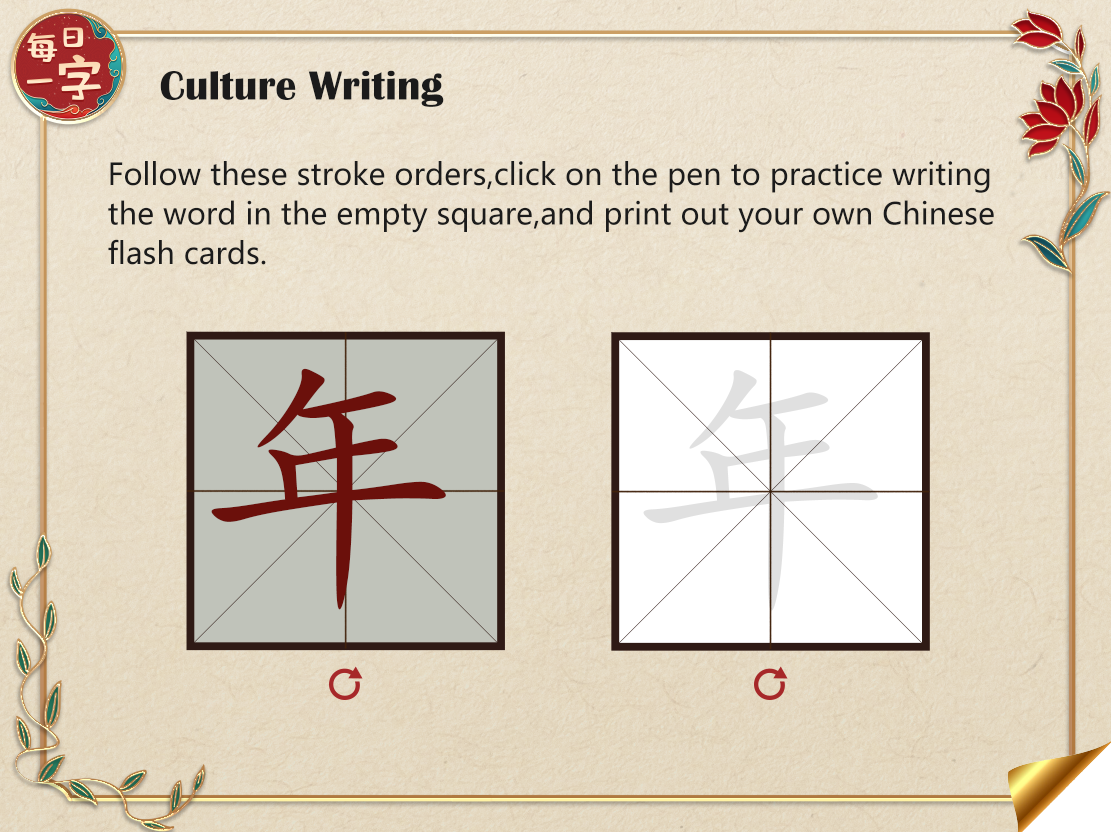 每日
一字
Culture Writing
Follow these stroke orders,click on the pen to practice writing
the word in the empty square,and print out your own Chinese
flash cards.
年 年